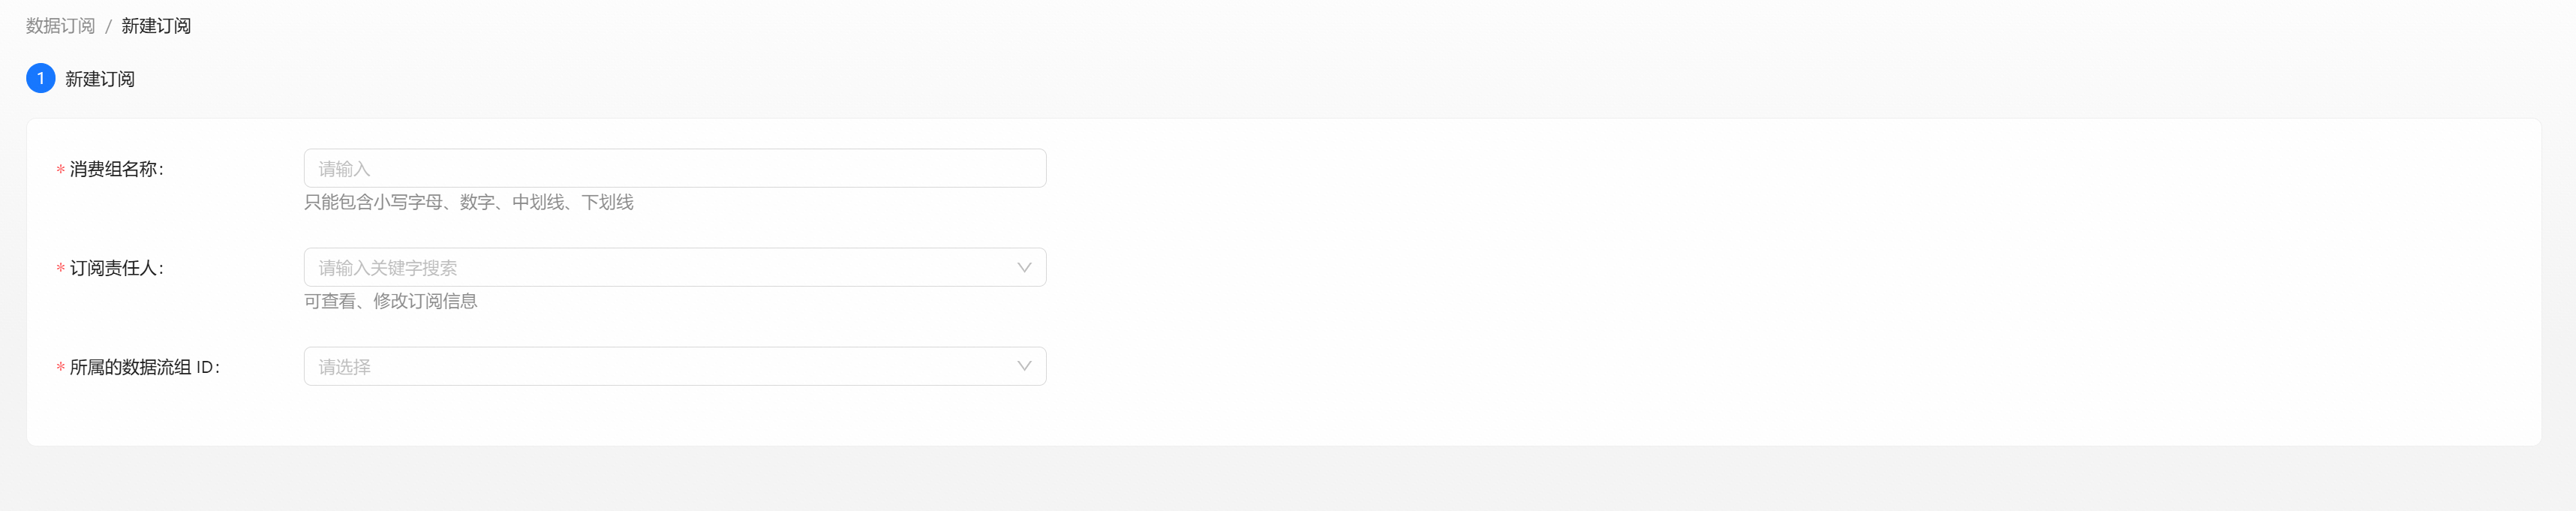 数据订阅 / 新建订阅
1 新建订阅
* 消费组名称: 请输入
只能包含小写字母、数字、中划线、下划线
* 订阅责任人: 请输入关键字搜索
可查看、修改订阅信息
* 所属的数据流组 ID: 请选择